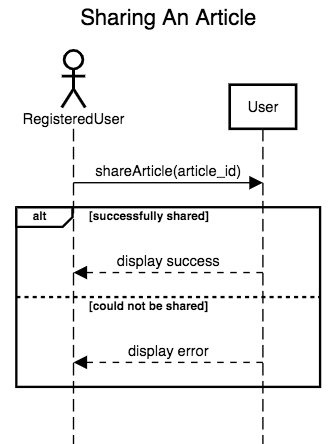 Sharing An Article
RegisteredUser
User
shareArticle(article_id)
alt
[successfully shared]
display success
[could not be shared]
display error